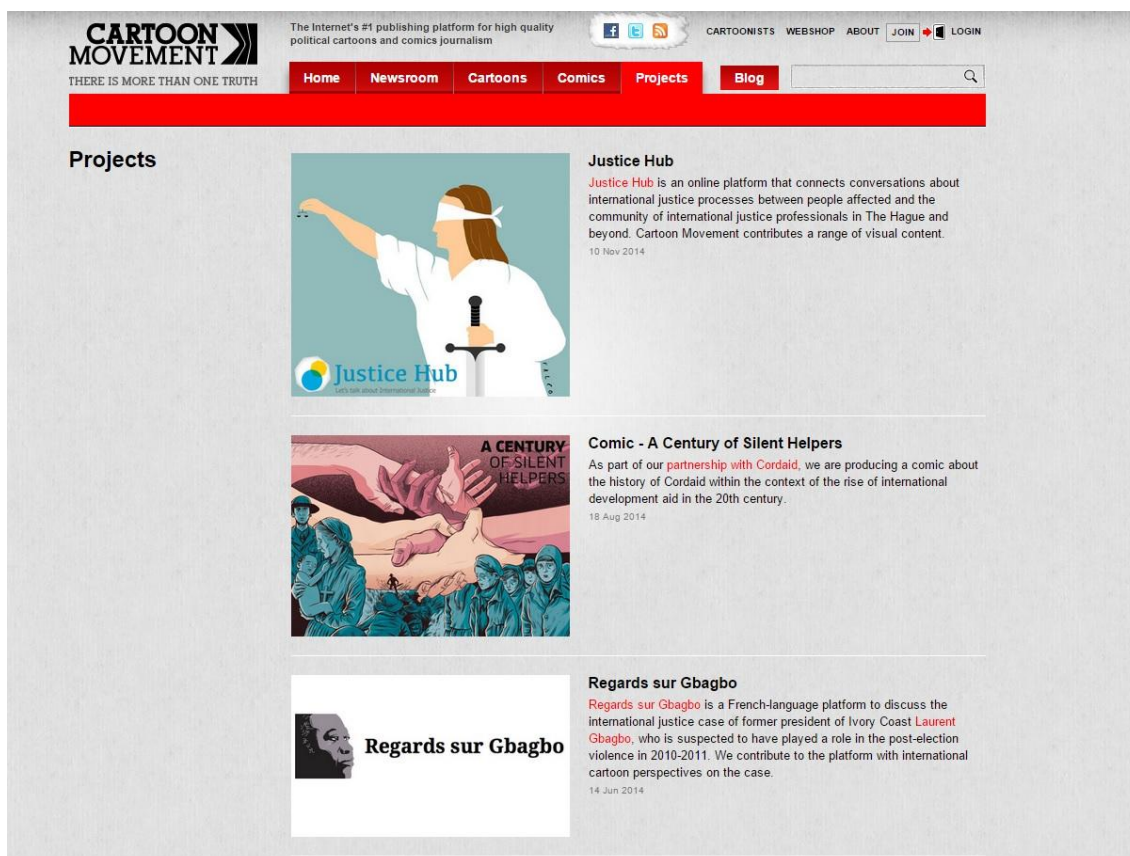 CARTOON
MOVEMENT
THERE IS MORE THAN ONE TRUTH
The Internet's #1 publishing platform for high quality
political cartoons and comics journalism
CARTOONISTS WEBSHOP ABOUT JOIN LOGIN
Home Newsroom Cartoons Comics Projects Blog
Projects
Justice Hub
Let's talk about International Justice
FALCO
Justice Hub
Justice Hub is an online platform that connects conversations about
international justice processes between people affected and the
community of international justice professionals in The Hague and
beyond. Cartoon Movement contributes a range of visual content.
10 Nov 2014
A CENTURY
OF SILENT
HELPERS
Comic - A Century of Silent Helpers
As part of our partnership with Cordaid, we are producing a comic about
the history of Cordaid within the context of the rise of international
development aid in the 20th century.
18 Aug 2014
Regards sur Gbagbo
Regards sur Gbagbo
Regards sur Gbagbo is a French-language platform to discuss the
international justice case of former president of Ivory Coast Laurent
Gbagbo, who is suspected to have played a role in the post-election
violence in 2010-2011. We contribute to the platform with international
cartoon perspectives on the case.
14 Jun 2014